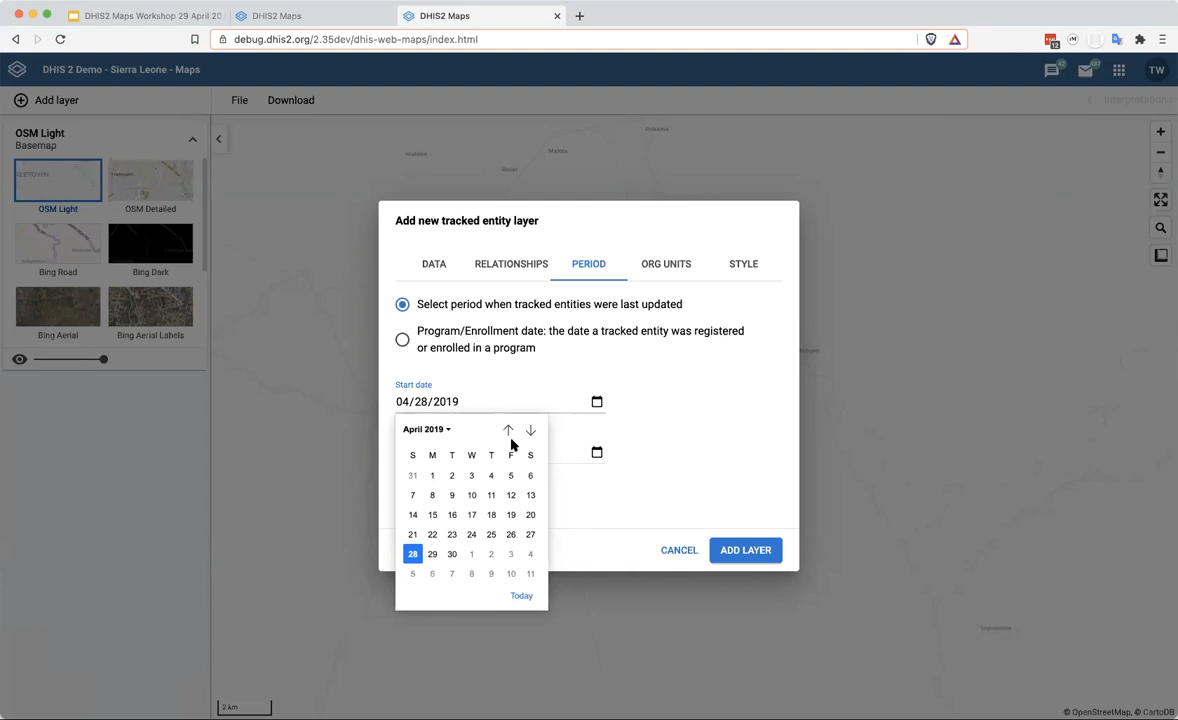 DHIS2 Maps Workshop 29 April 20
DHIS2 Maps
DHIS2 Maps
debug.dhis2.org/2.35dev/dhis-web-maps/index.html
12
DHIS 2 Demo - Sierra Leone - Maps
TW
Add layer
File
Download
Interpretations
OSM Light
Basemap
OSM Light
OSM Detailed
Bing Road
Bing Dark
Bing Aerial
Bing Aerial Labels
Add new tracked entity layer
DATA
RELATIONSHIPS
PERIOD
ORG UNITS
STYLE
Select period when tracked entities were last updated
Program/Enrollment date: the date a tracked entity was registered
or enrolled in a program
Start date
04/28/2019
April 2019
S M T W T F S
31 1 2 3 4 5 6
7 8 9 10 11 12 13
14 15 16 17 18 19 20
21 22 23 24 25 26 27
28 29 30 1 2 3 4
5 6 7 8 9 10 11
Today
CANCEL
ADD LAYER
2 km
© OpenStreetMap, © CartoDB